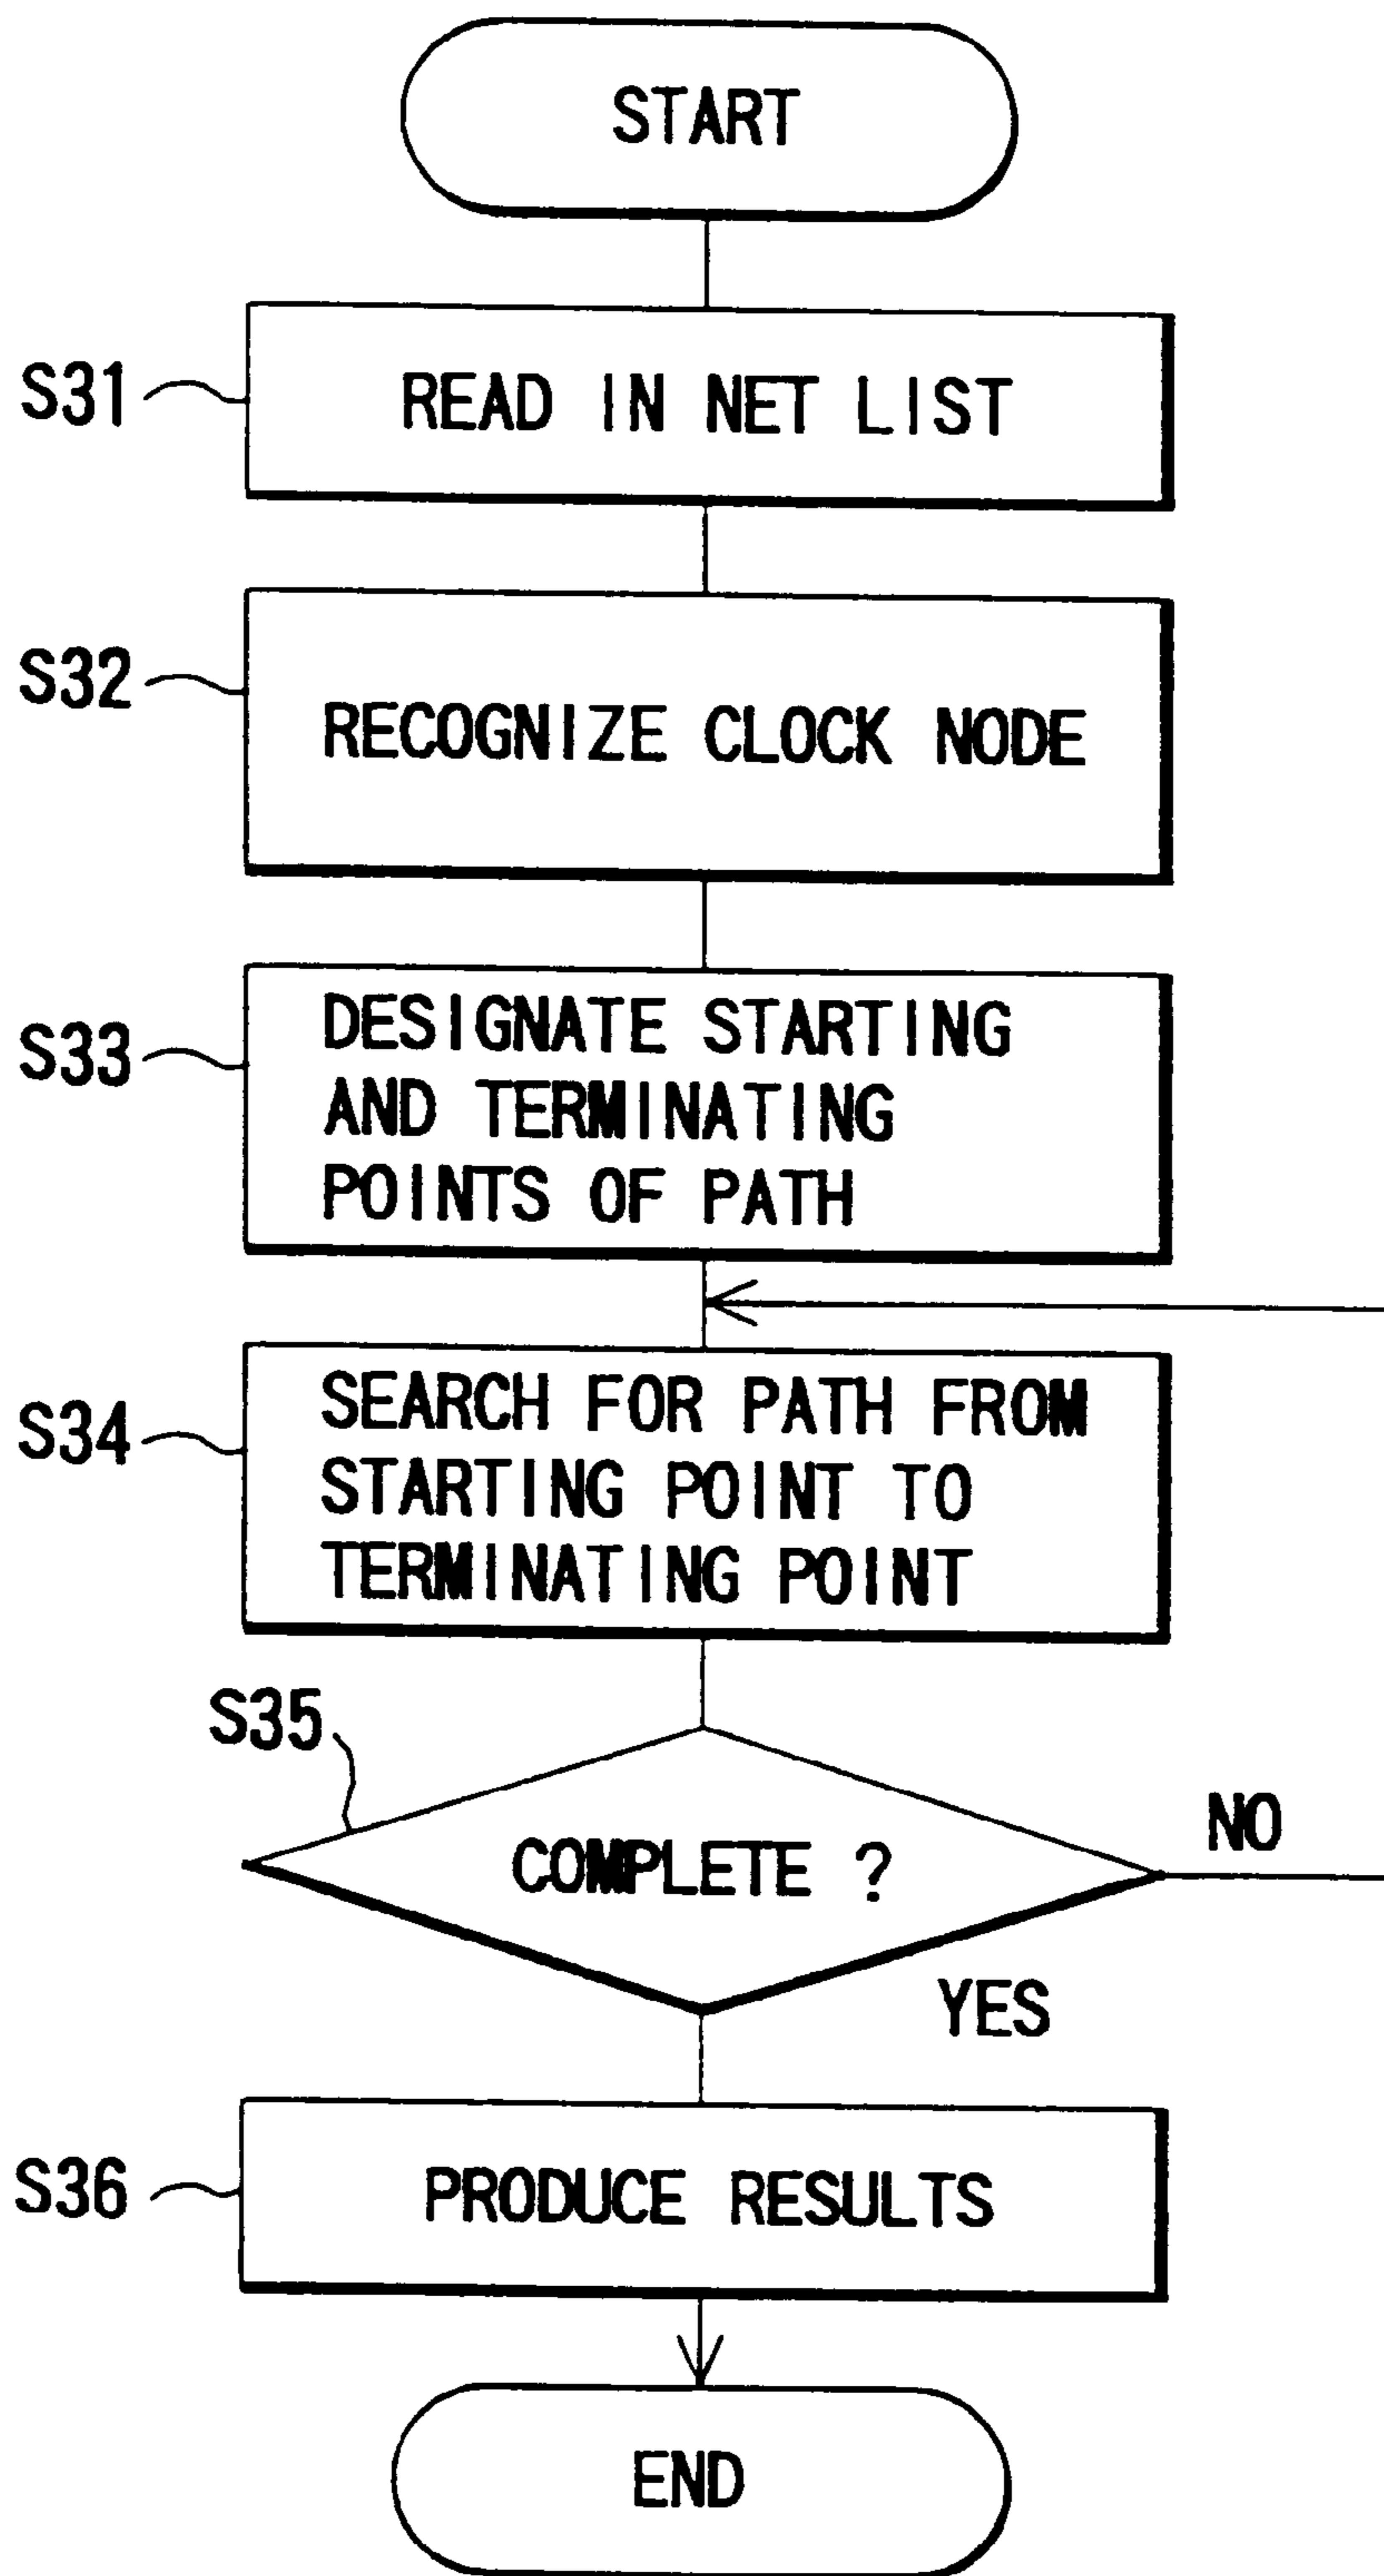 START
S31
READ IN NET LIST
S32
RECOGNIZE CLOCK NODE
S33
DESIGNATE STARTING
AND TERMINATING
POINTS OF PATH
S34
SEARCH FOR PATH FROM
STARTING POINT TO
TERMINATING POINT
S35
COMPLETE ?
NO
YES
S36
PRODUCE RESULTS
END